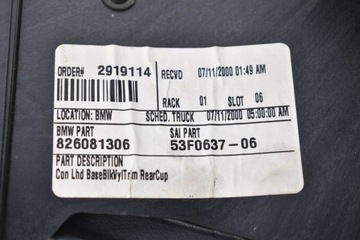 ORDER# 2919114 RECVD 07/11/2000 01:49 AM
RACK 01 SLOT 06
LOCATION: BMW SCHED. TRUCK 07/11/2000 05:00:00 AM
BMW PART SAI PART
826081306 53F0637-06
PART DESCRIPTION
Con Lhd BaseBlkVylTrim RearCup